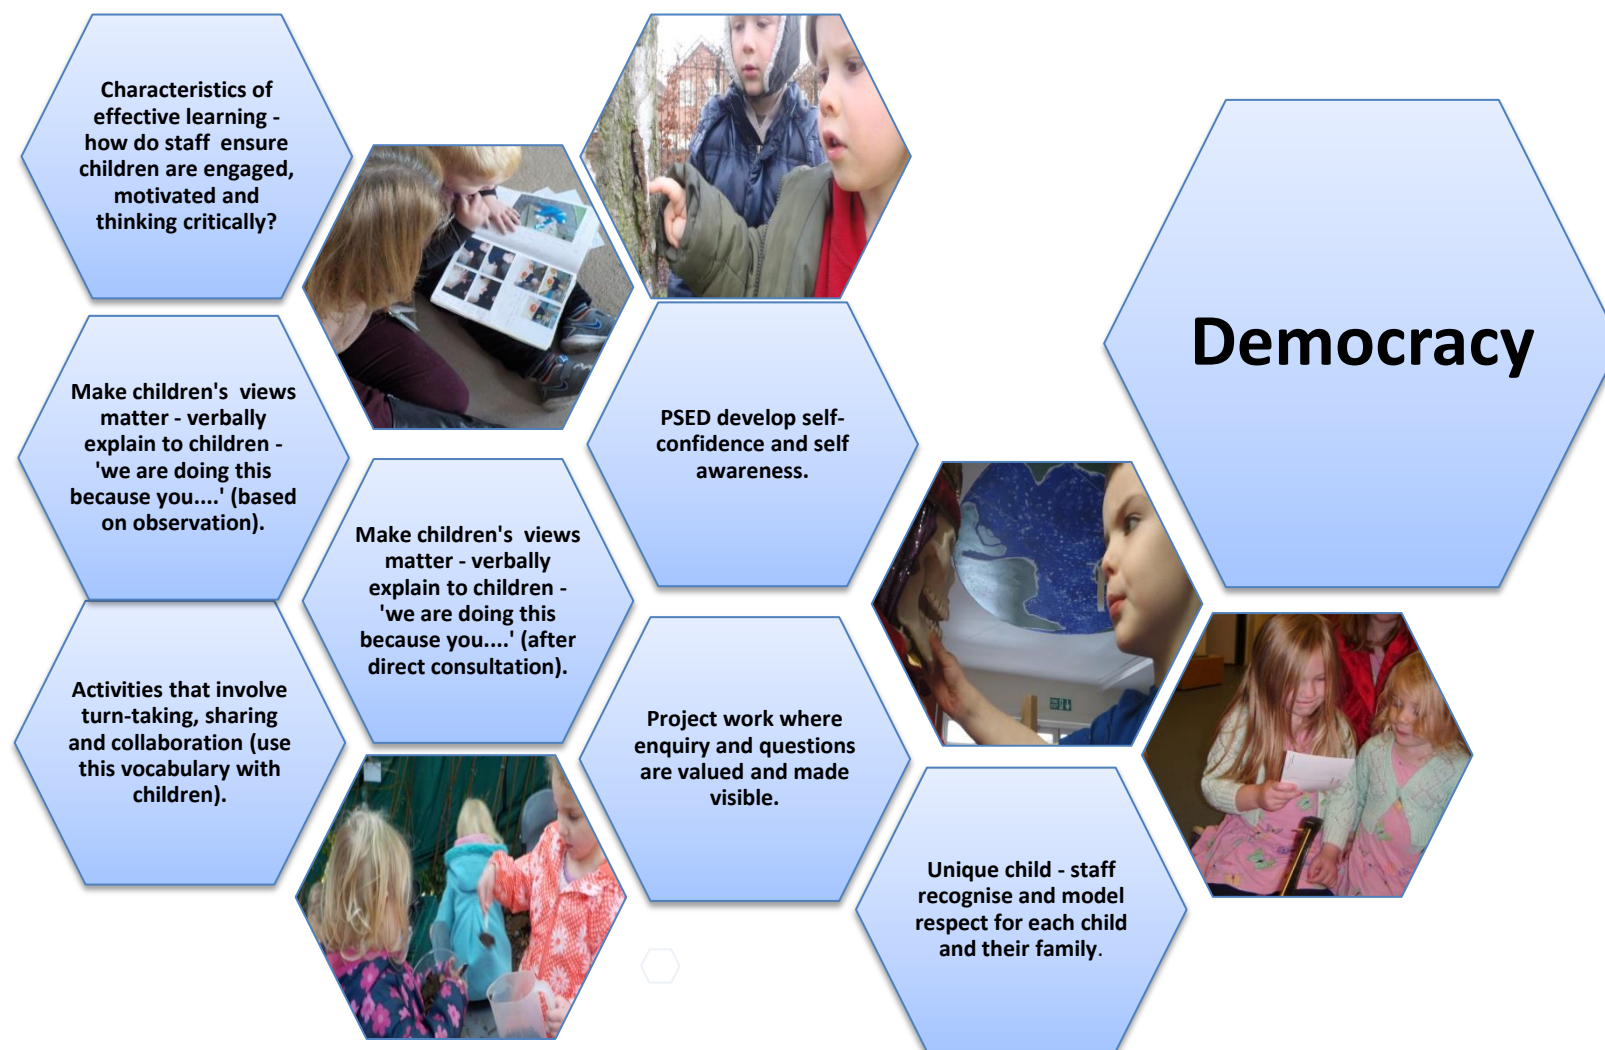 Characteristics of
effective learning -
how do staff  ensure
children are engaged,
motivated and
thinking critically?
Democracy
Make children's  views
matter - verbally
explain to children -
'we are doing this
because you....' (based
on observation).
PSED develop self-
confidence and self
awareness.
Make children's  views
matter - verbally
explain to children -
'we are doing this
because you....' (after
direct consultation).
Activities that involve
turn-taking, sharing
and collaboration (use
this vocabulary with
children).
Project work where
enquiry and questions
are valued and made
visible.
Unique child - staff
recognise and model
respect for each child
and their family.